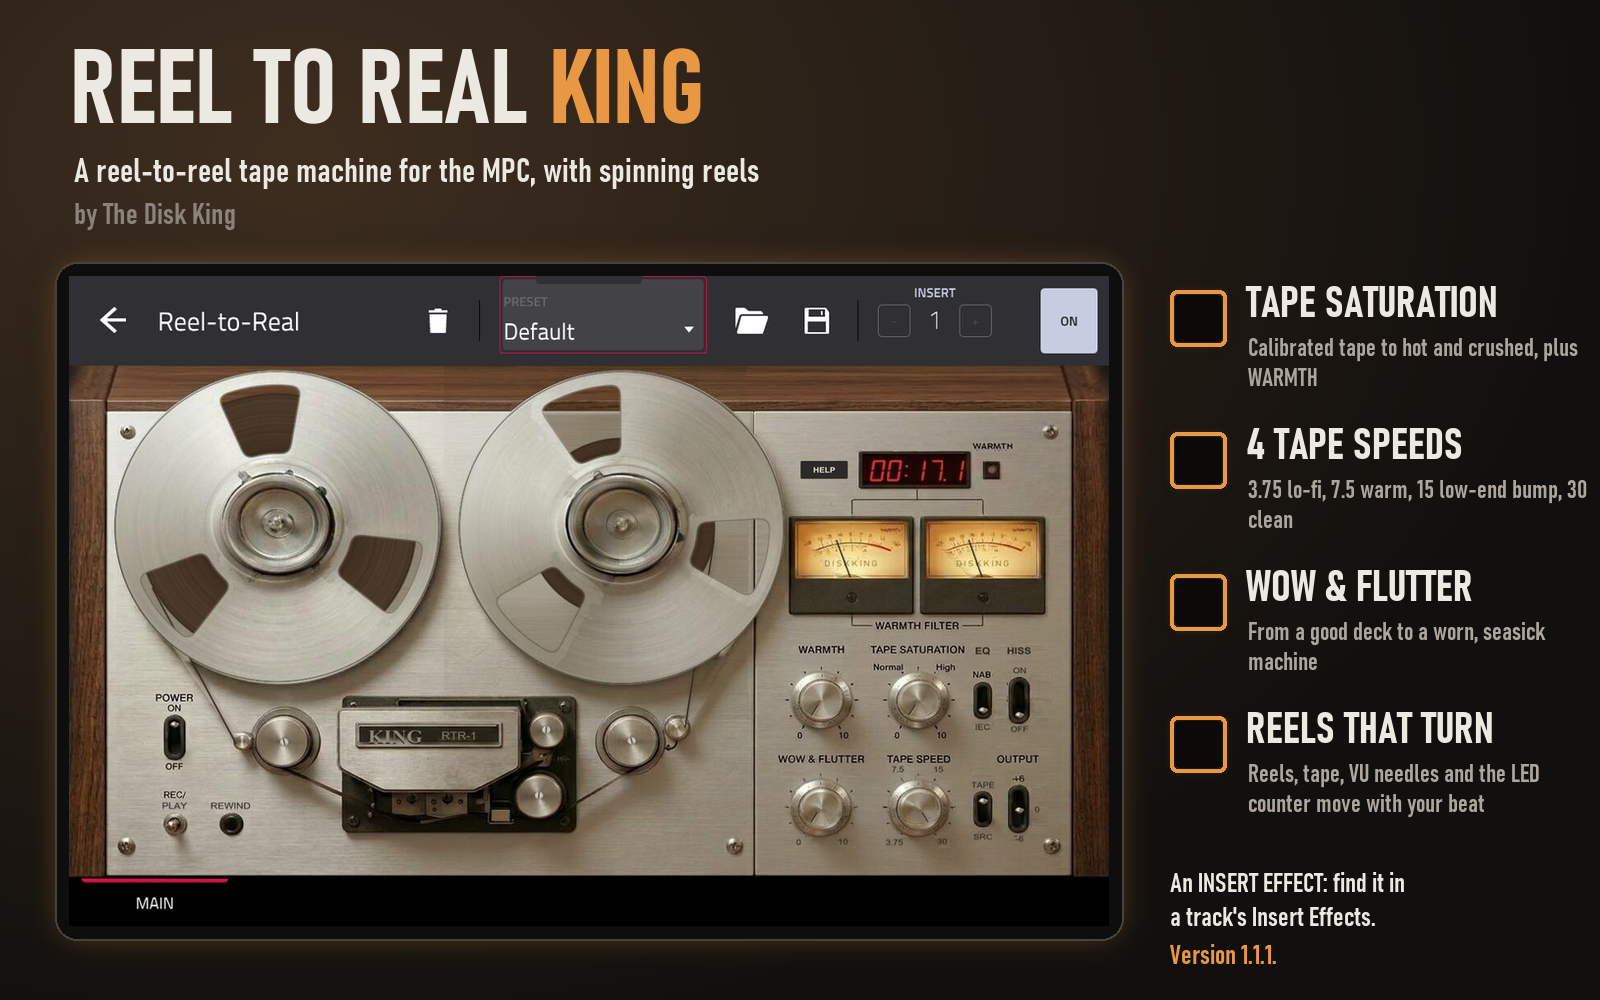 REEL TO REAL KING
A reel-to-reel tape machine for the MPC, with spinning reels
by The Disk King
Reel-to-Real
PRESET
Default
INSERT
- 1 +
ON
WARMTH
HELP
00:17.1
DISKKING
DISKKING
WARMTH FILTER
WARMTH
TAPE SATURATION
EQ
HISS
Normal
High
NAB
ON
IEC
OFF
0
10
0
10
POWER
ON
OFF
KING RTR-1
WOW & FLUTTER
TAPE SPEED
OUTPUT
7.5
15
TAPE
+6
0
SRC
-6
0
10
3.75
30
REC/
PLAY
REWIND
MAIN
TAPE SATURATION
Calibrated tape to hot and crushed, plus
WARMTH
4 TAPE SPEEDS
3.75 lo-fi, 7.5 warm, 15 low-end bump, 30
clean
WOW & FLUTTER
From a good deck to a worn, seasick
machine
REELS THAT TURN
Reels, tape, VU needles and the LED
counter move with your beat
An INSERT EFFECT: find it in
a track's Insert Effects.
Version 1.1.1.